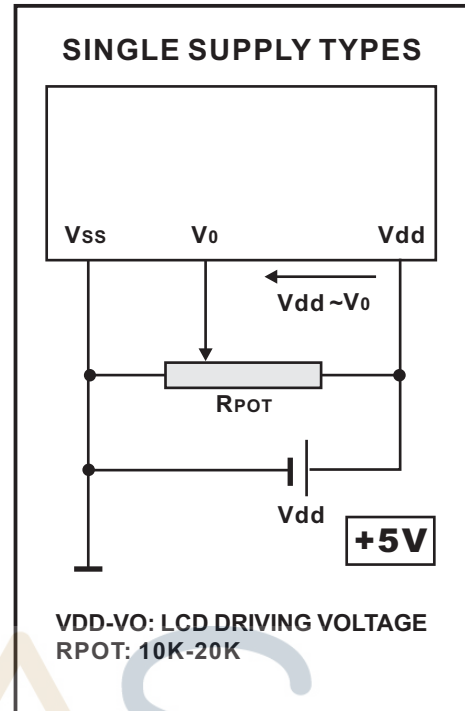 SINGLE SUPPLY TYPES
VSS V0 Vdd
Vdd ~V0
RPOT
Vdd
+5V
VDD-VO: LCD DRIVING VOLTAGE
RPOT: 10K-20K